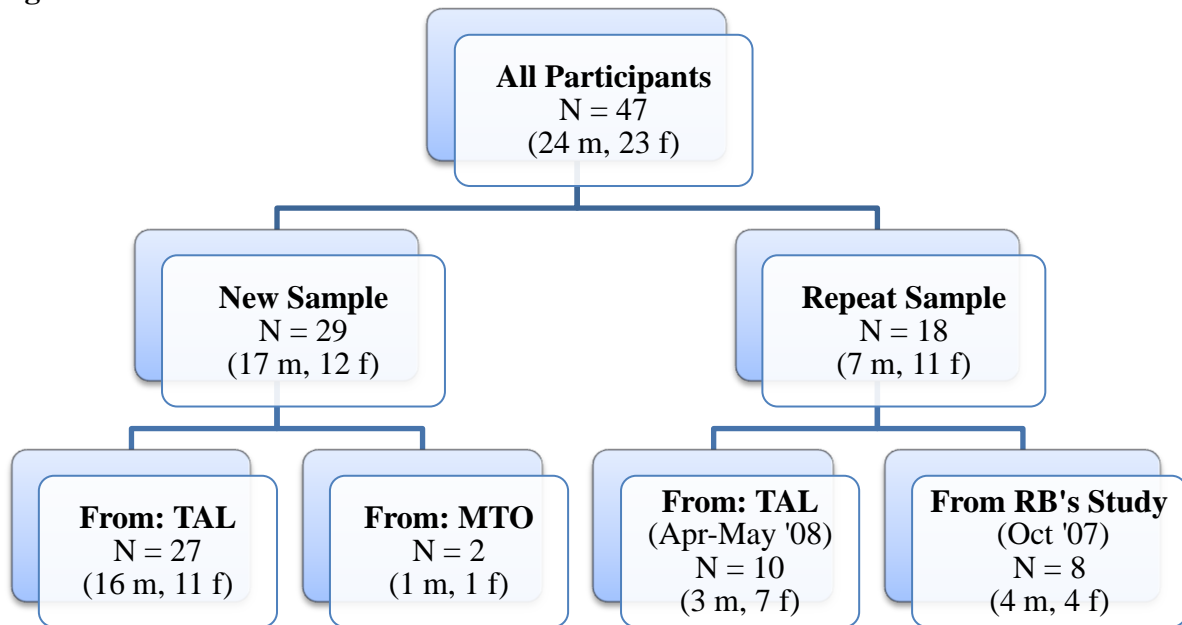 All Participants
N = 47
(24 m, 23 f)
New Sample
N = 29
(17 m, 12 f)
Repeat Sample
N = 18
(7 m, 11 f)
From: TAL
N = 27
(16 m, 11 f)
From: MTO
N = 2
(1 m, 1 f)
From: TAL
(Apr-May '08)
N = 10
(3 m, 7 f)
From RB's Study
(Oct '07)
N = 8
(4 m, 4 f)